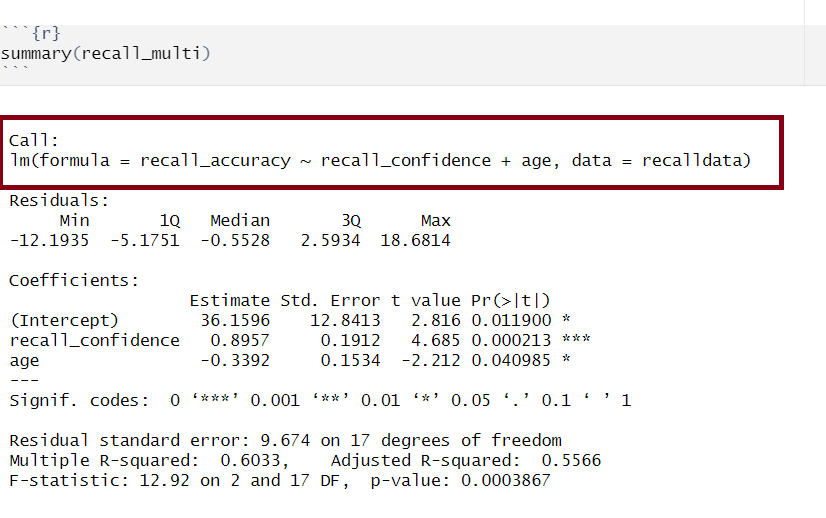 ```{r}
summary(recall_multi)
```
Call:
lm(formula = recall_accuracy ~ recall_confidence + age, data = recalldata)
Residuals:
     Min       1Q   Median       3Q      Max
-12.1935  -5.1751  -0.5528   2.5934  18.6814
Coefficients:
                  Estimate Std. Error t value Pr(>|t|)
(Intercept)        36.1596    12.8413   2.816 0.011900 *
recall_confidence   0.8957     0.1912   4.685 0.000213 ***
age                -0.3392     0.1534  -2.212 0.040985 *
---
Signif. codes:  0 ‘***’ 0.001 ‘**’ 0.01 ‘*’ 0.05 ‘.’ 0.1 ‘ ’ 1
Residual standard error: 9.674 on 17 degrees of freedom
Multiple R-squared:  0.6033,    Adjusted R-squared:  0.5566
F-statistic: 12.92 on 2 and 17 DF,  p-value: 0.0003867